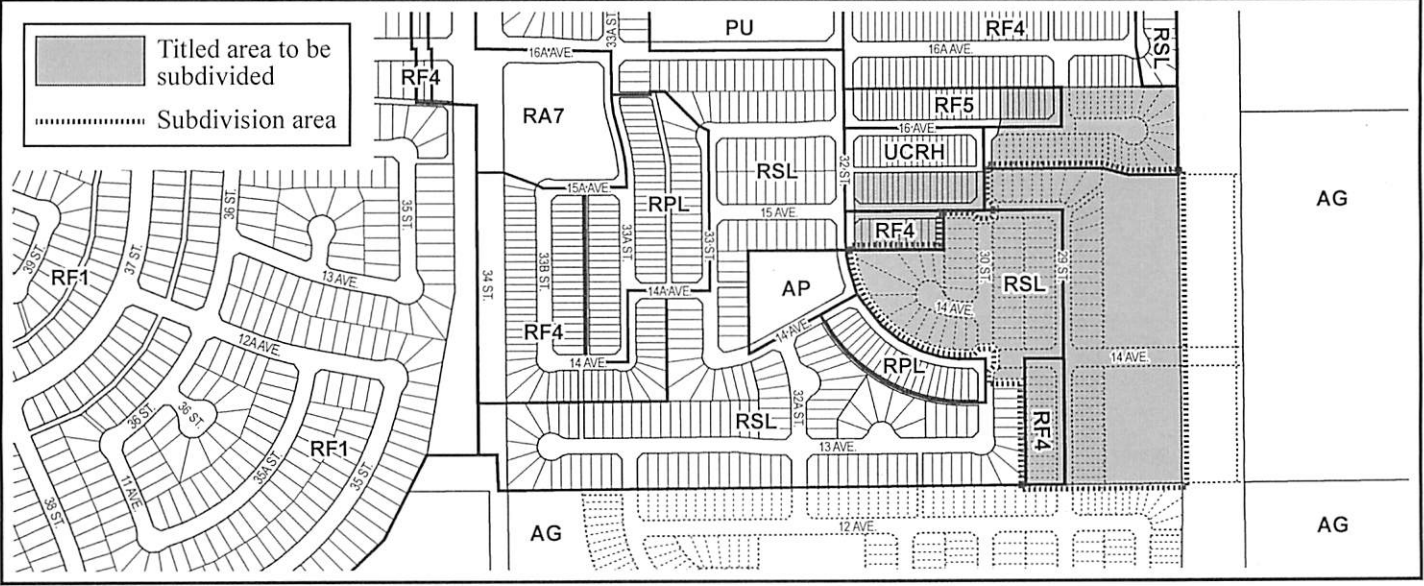 Titled area to be
subdivided
Subdivision area
33A ST.
PU
RF4
RSL
16A AVE.
16A AVE.
RF4
RA7
RF5
16 AVE.
UCRH
32 ST.
RSL
AG
15A AVE.
RPL
36 ST.
35 ST.
33A ST.
33 ST.
15 AVE.
RF4
39 ST.
RF1
37 ST.
13 AVE.
34 ST.
33B ST.
14A AVE.
AP
30 ST.
RSL
29 ST.
14 AVE.
RF4
12A AVE.
14 AVE.
14 AVE.
14 AVE.
RPL
36 ST.
36 ST.
RSL
32A ST.
RF4
RF1
13 AVE.
35A ST.
35 ST.
11 AVE.
38 ST.
AG
12 AVE.
AG